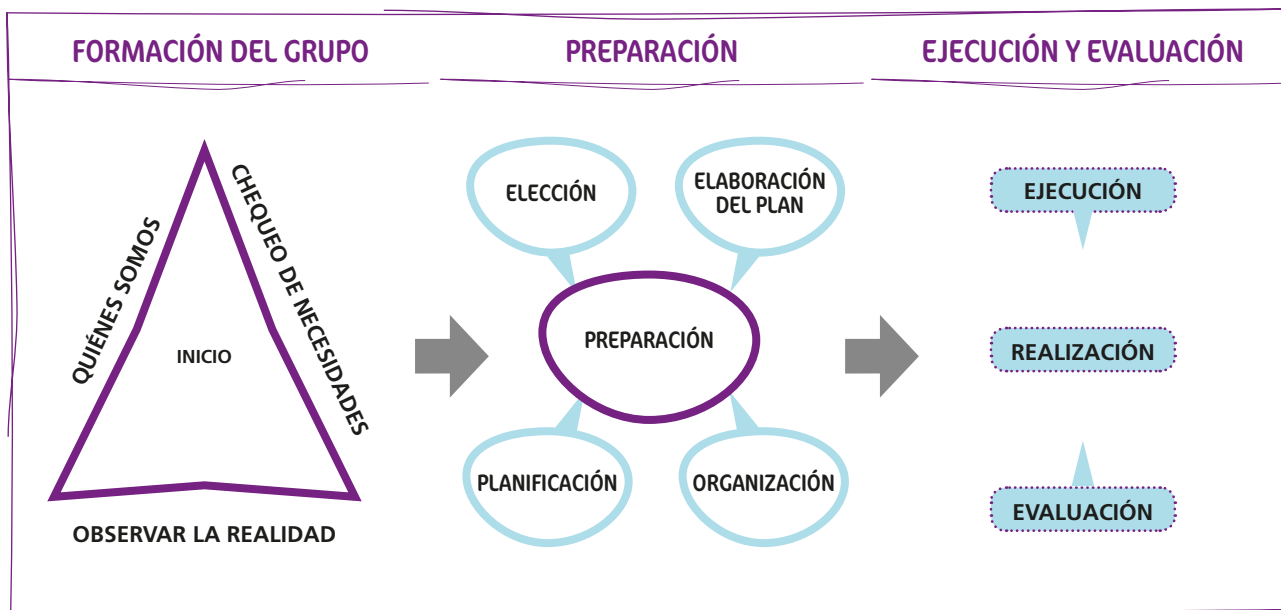 FORMACIÓN DEL GRUPO
PREPARACIÓN
EJECUCIÓN Y EVALUACIÓN
QUIÉNES SOMOS
CHEQUEO DE NECESIDADES
INICIO
OBSERVAR LA REALIDAD
ELECCIÓN
ELABORACIÓN
DEL PLAN
PREPARACIÓN
PLANIFICACIÓN
ORGANIZACIÓN
EJECUCIÓN
REALIZACIÓN
EVALUACIÓN